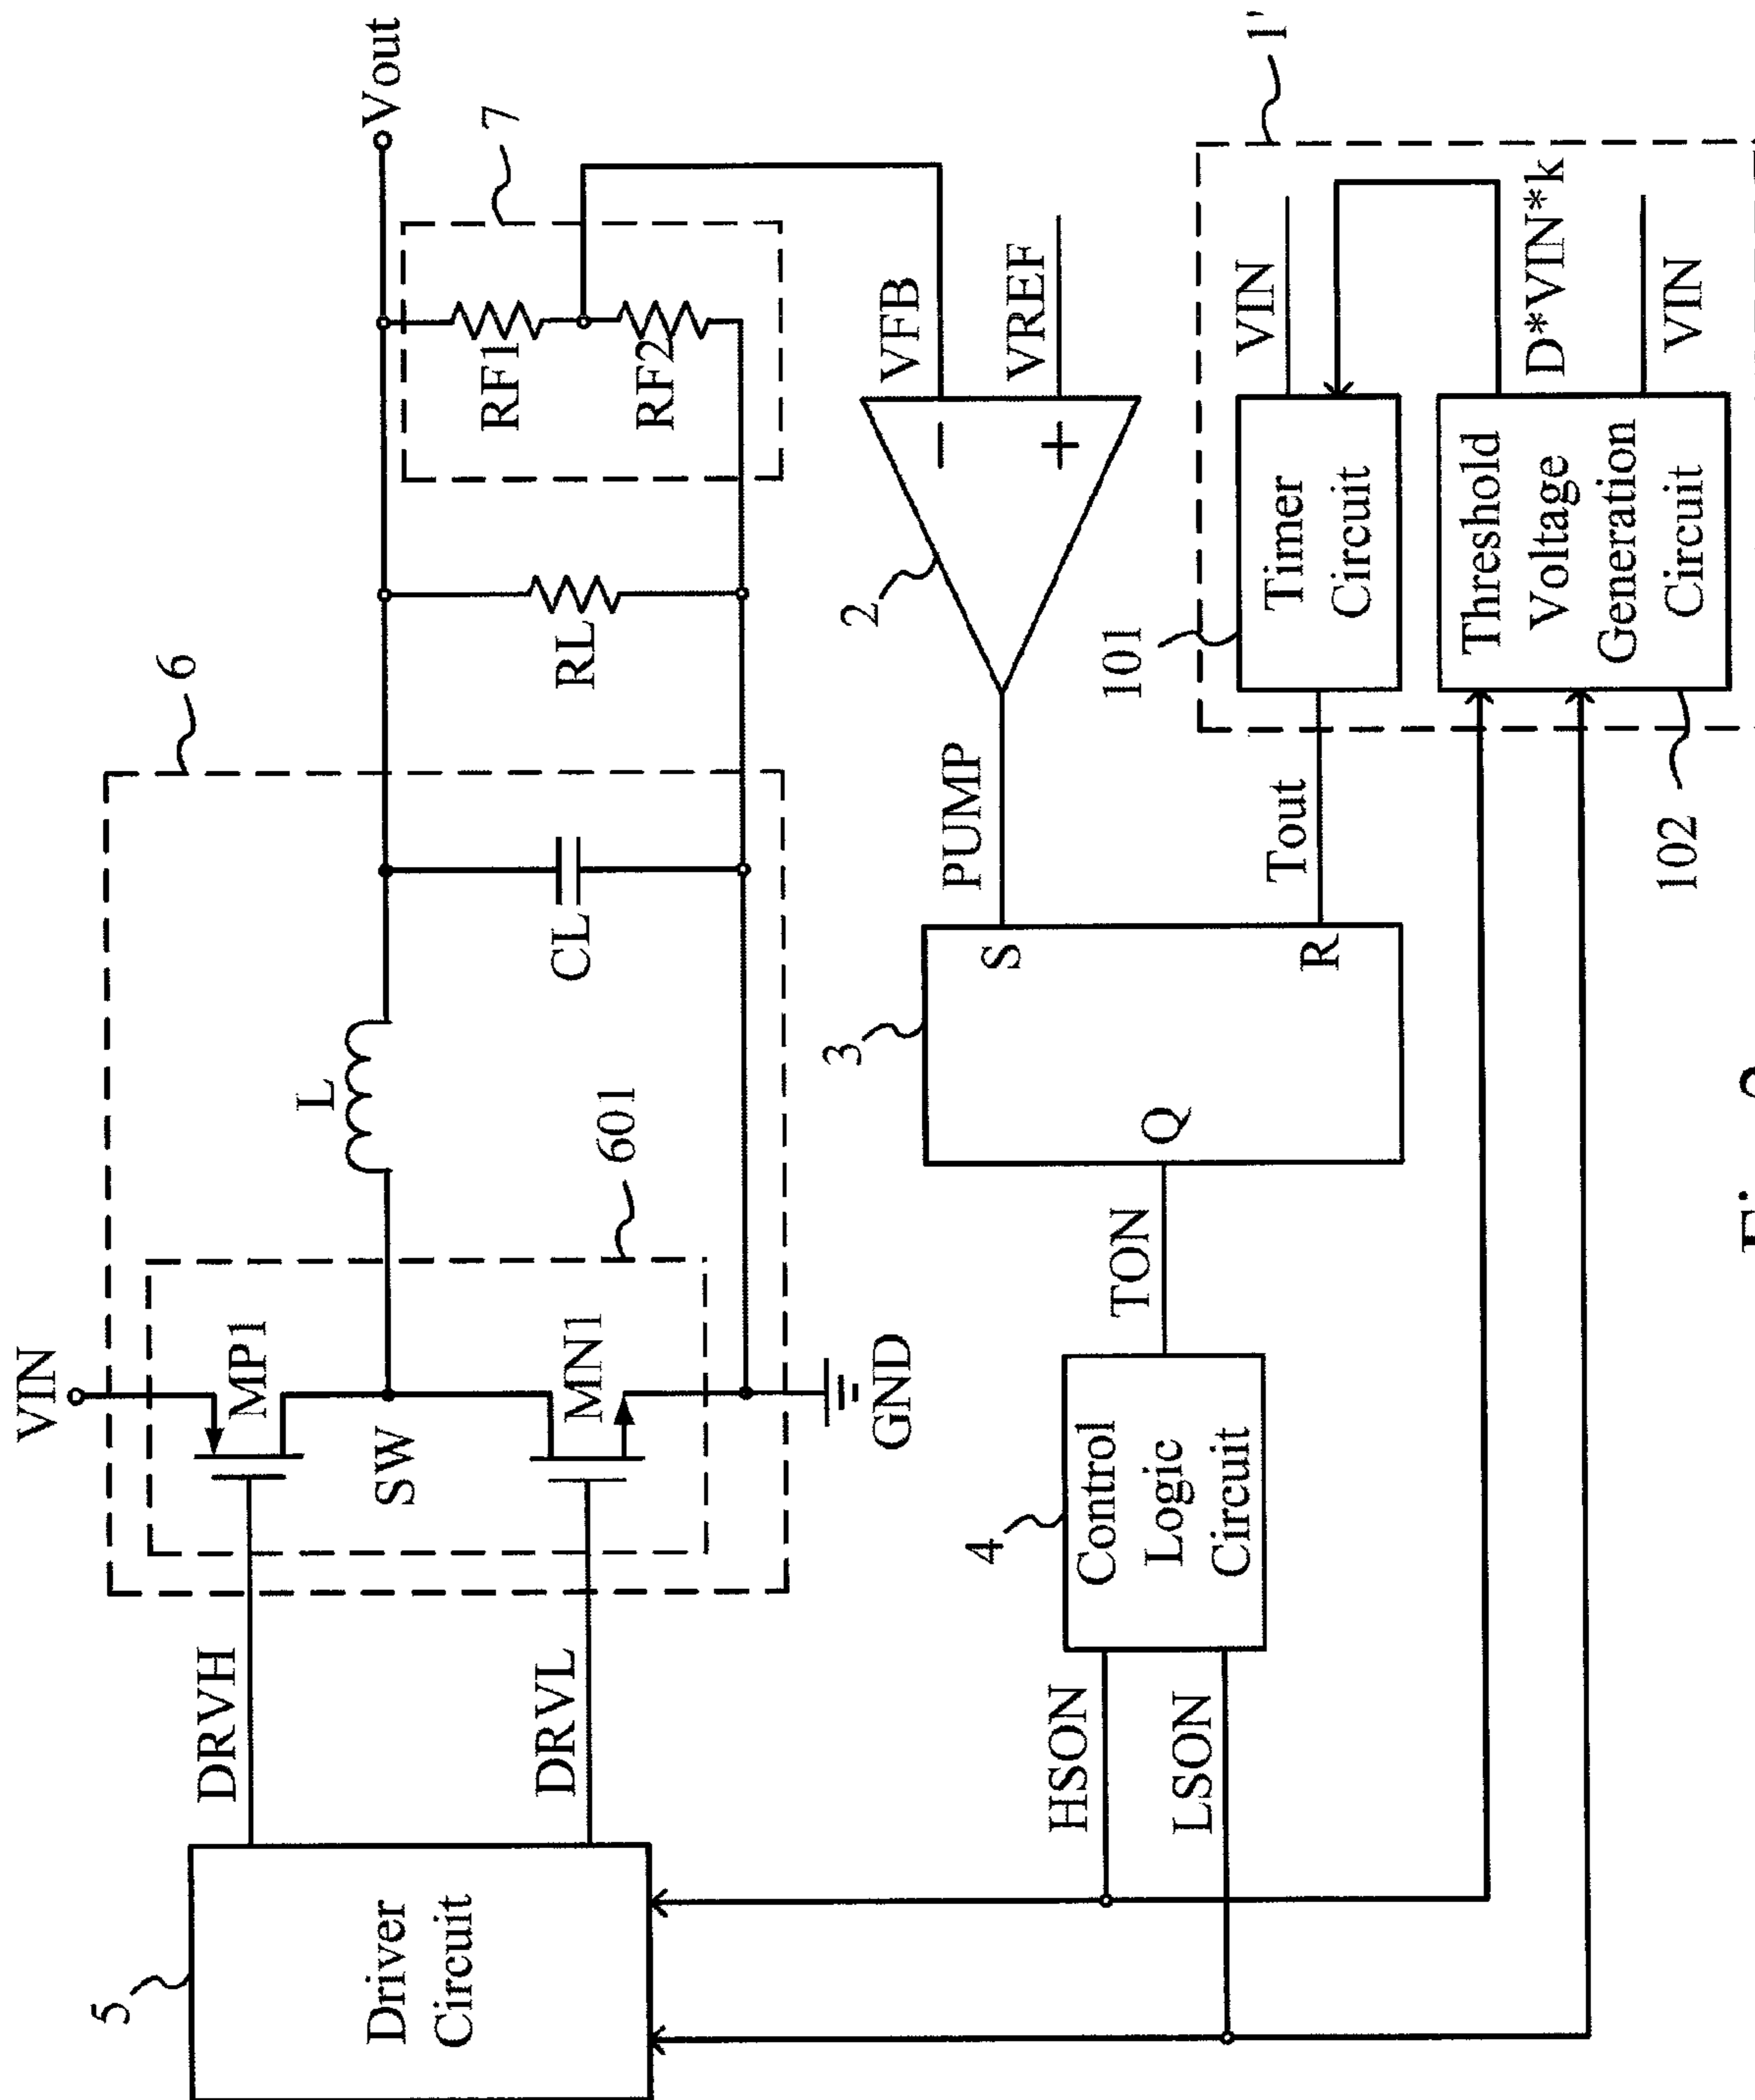 VIN
6
DRVH
MP1
L
Vout
SW
601
7
RF1
5
Driver
Circuit
DRVL
MN1
CL
RL
RF2
GND
3
2
VFB
PUMP
S
VREF
−
+
4
HSON
Control
Logic
Circuit
TON
Q
LSON
R
Tout
101
Timer
Circuit
VIN
1'
D*VIN*k
102
Threshold
Voltage
Generation
Circuit
VIN